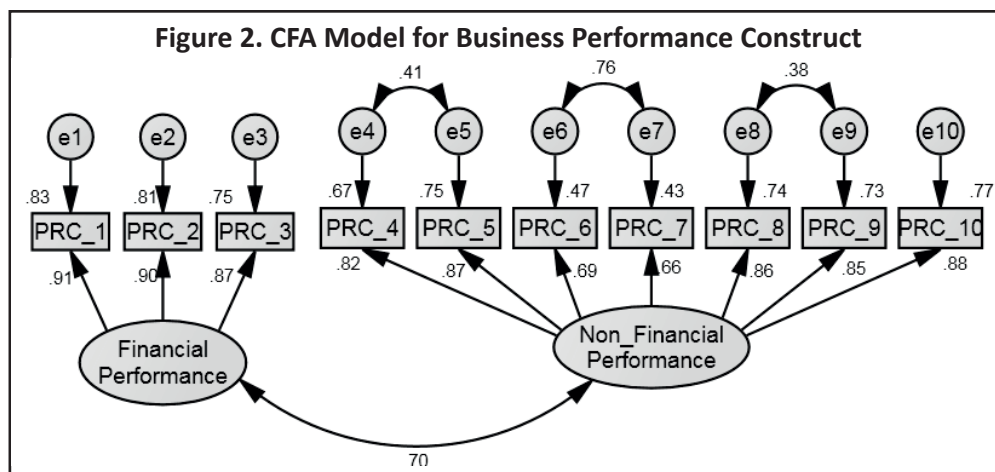 Figure 2. CFA Model for Business Performance Construct
.41 .76 .38
e1 e2 e3 e4 e5 e6 e7 e8 e9 e10
.83 .81 .75 .67 .75 .47 .43 .74 .73 .77
PRC_1 PRC_2 PRC_3 PRC_4 PRC_5 PRC_6 PRC_7 PRC_8 PRC_9 PRC_10
.91 .90 .87 .82 .87 .69 .66 .86 .85 .88
Financial
Performance
Non_Financial
Performance
.70